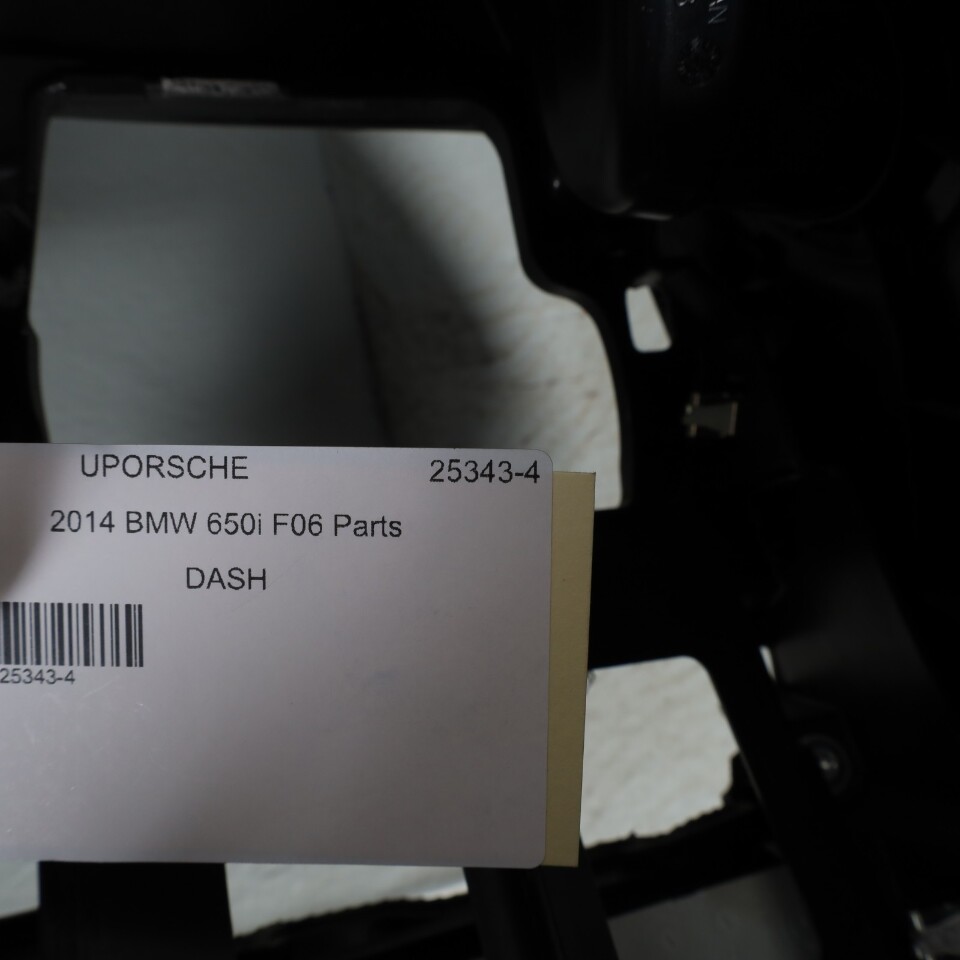 UPORSCHE 25343-4
2014 BMW 650i F06 Parts
DASH
25343-4